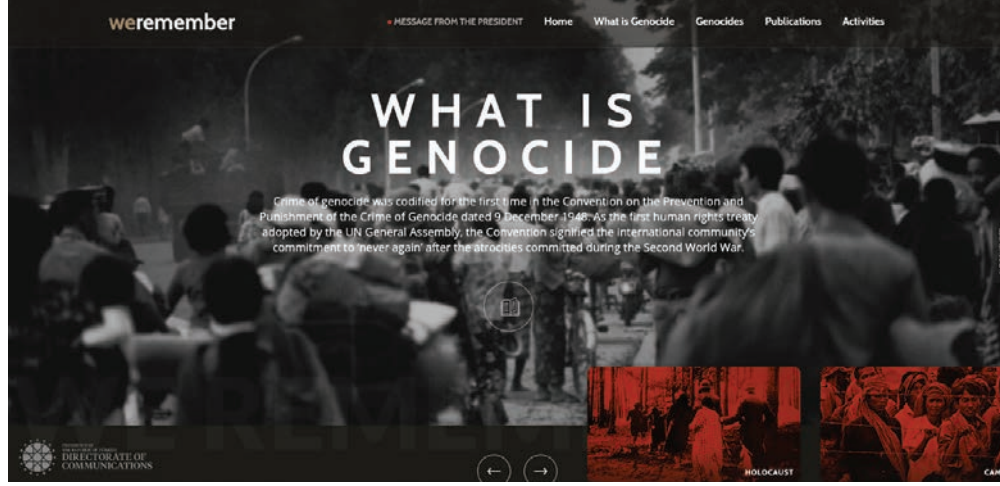 weremember
MESSAGE FROM THE PRESIDENT Home What is Genocide Genocides Publications Activities
WHAT IS
GENOCIDE
Crime of genocide was codified for the first time in the Convention on the Prevention and
Punishment of the Crime of Genocide dated 9 December 1948. As the first human rights treaty
adopted by the UN General Assembly, the Convention signified the international community's
commitment to 'never again' after the atrocities committed during the Second World War.
WE REMEM
DIRECTORATE OF
COMMUNICATIONS
HOLOCAUST
CAM